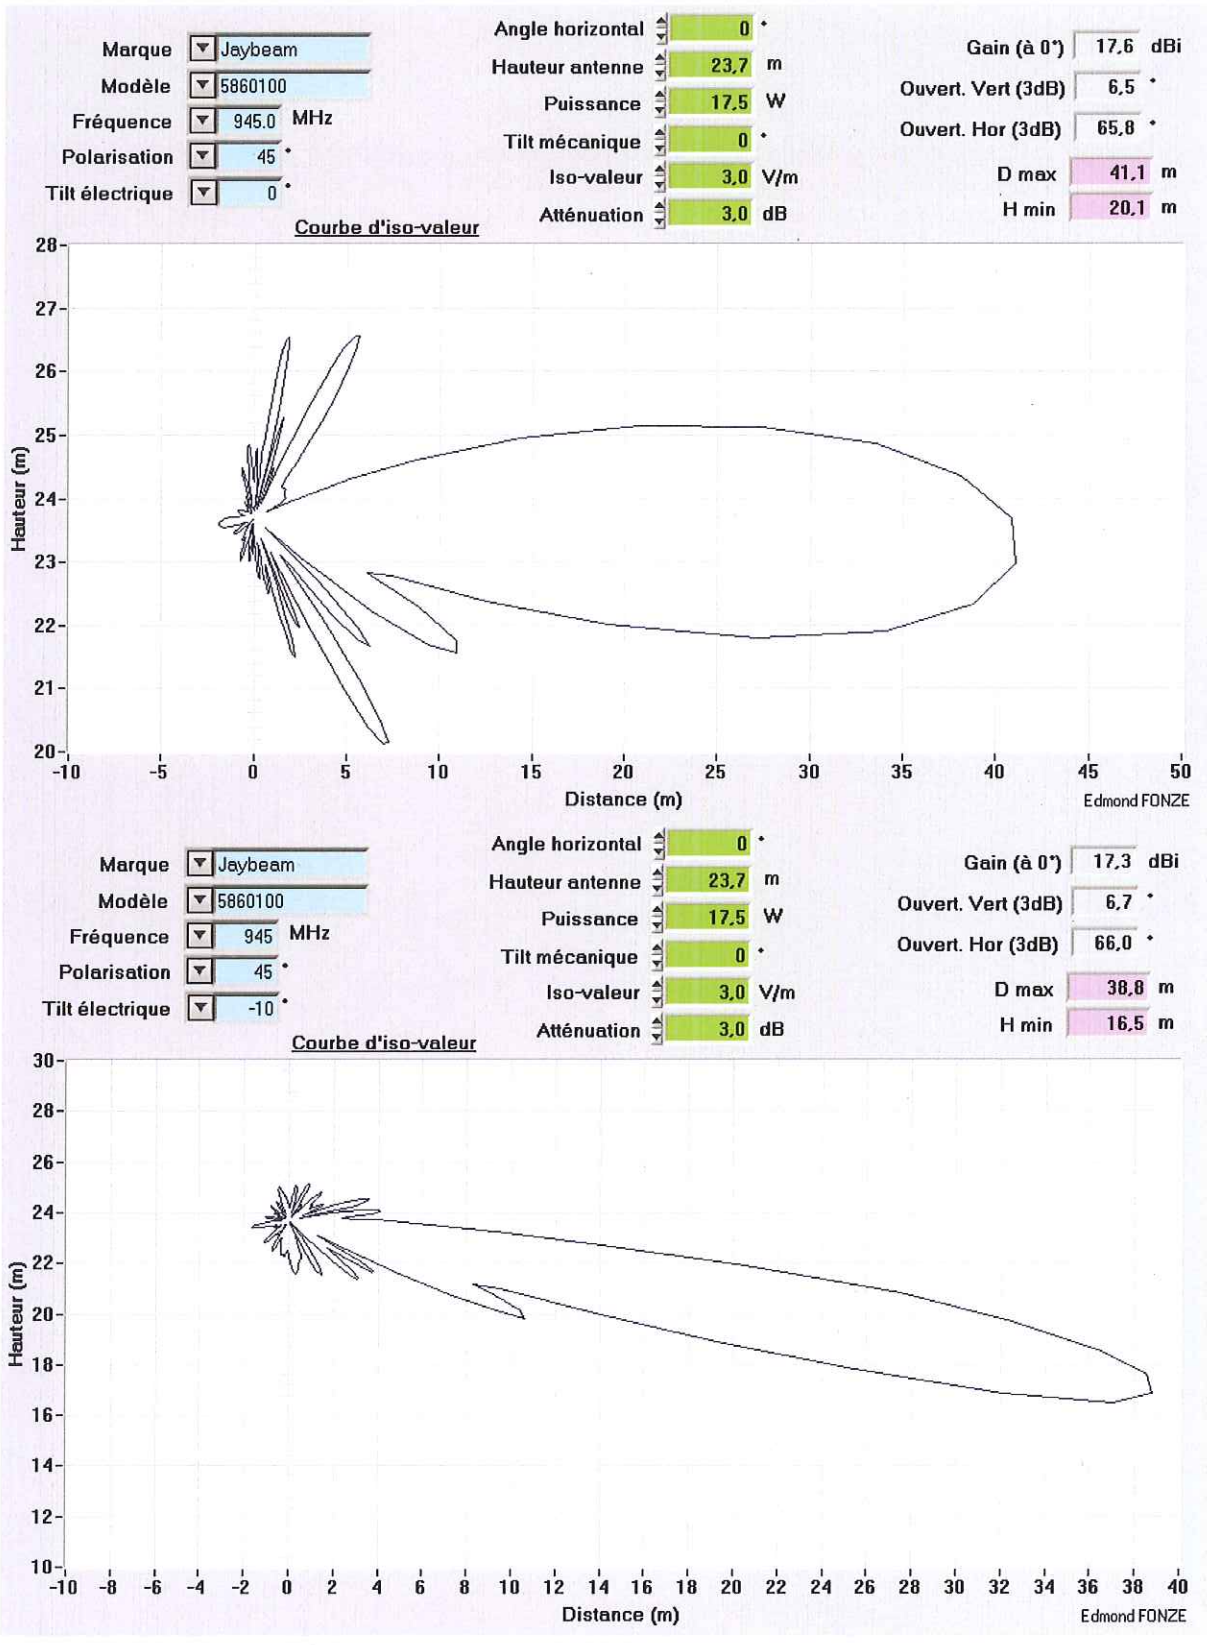 Marque Jaybeam
Modèle 5860100
Fréquence 945.0 MHz
Polarisation 45 °
Tilt électrique 0 °
Angle horizontal 0 °
Hauteur antenne 23,7 m
Puissance 17,5 W
Tilt mécanique 0 °
Iso-valeur 3,0 V/m
Atténuation 3,0 dB
Gain (à 0°) 17,6 dBi
Ouvert. Vert (3dB) 6,5 °
Ouvert. Hor (3dB) 65,8 °
D max 41,1 m
H min 20,1 m
Courbe d'iso-valeur
28
27
26
25
24
23
22
21
20
Hauteur (m)
-10 -5 0 5 10 15 20 25 30 35 40 45 50
Distance (m)
Edmond FONZE
Marque Jaybeam
Modèle 5860100
Fréquence 945 MHz
Polarisation 45 °
Tilt électrique -10 °
Angle horizontal 0 °
Hauteur antenne 23,7 m
Puissance 17,5 W
Tilt mécanique 0 °
Iso-valeur 3,0 V/m
Atténuation 3,0 dB
Gain (à 0°) 17,3 dBi
Ouvert. Vert (3dB) 6,7 °
Ouvert. Hor (3dB) 66,0 °
D max 38,8 m
H min 16,5 m
Courbe d'iso-valeur
30
28
26
24
22
20
18
16
14
12
10
Hauteur (m)
-10 -8 -6 -4 -2 0 2 4 6 8 10 12 14 16 18 20 22 24 26 28 30 32 34 36 38 40
Distance (m)
Edmond FONZE